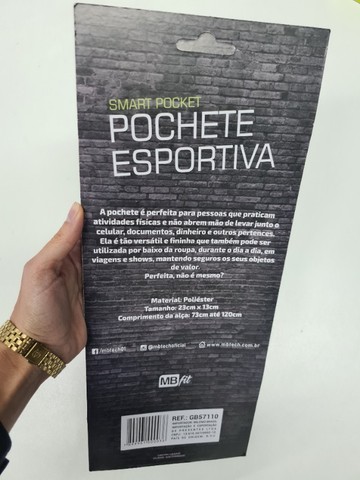 SMART POCKET
POCHETE
ESPORTIVA
A pochete é perfeita para pessoas que praticam
atividades físicas e não abrem mão de levar junto o
celular, documentos, dinheiro e outros pertences.
Ela é tão versátil e fininha que também pode ser
utilizada por baixo da roupa, durante o dia a dia, em
viagens e shows, mantendo seguros os seus objetos
de valor.
Perfeita, não é mesmo?
Material: Poliéster
Tamanho: 23cm x 13cm
Comprimento da alça: 73cm até 120cm
@mbtechoficial www.mbtech.com.br
MB fit
REF.: GB57110